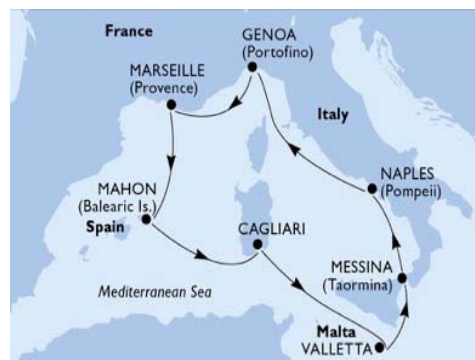 France
GENOA
(Portofino)
MARSEILLE
(Provence)
Italy
NAPLES
(Pompeii)
MAHON
(Balearic Is.)
Spain
CAGLIARI
MESSINA
(Taormina)
Mediterranean Sea
Malta
VALLETTA